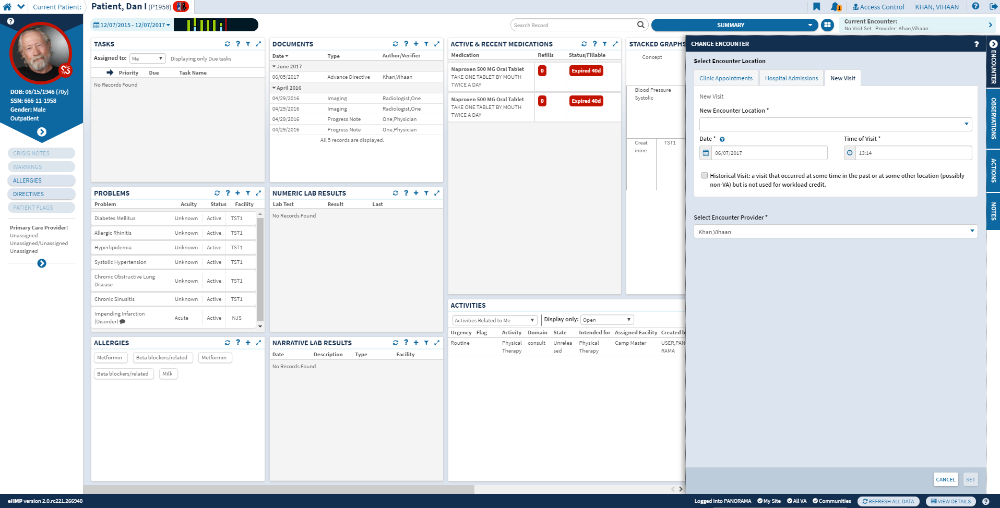 Current Patient:
Patient, Dan I (P1958)
1
Access Control
KHAN, VIHAAN
?
?
DOB: 06/15/1946 (70y)
SSN: 666-11-1958
Gender: Male
Outpatient
CRISIS NOTES
WARNINGS
ALLERGIES
DIRECTIVES
PATIENT FLAGS
Primary Care Provider:
Unassigned
Unassigned/Unassigned
Unassigned
12/07/2015 - 12/07/2017
Search Record
SUMMARY
Current Encounter:
No Visit Set Provider: Khan,Vihaan
TASKS
?
Assigned to: Me Displaying only Due tasks
Priority Due Task Name
No Records Found
DOCUMENTS
?
Date Type Author/Verifier
June 2017
06/05/2017 Advance Directive Khan,Vihaan
April 2016
04/29/2016 Imaging Radiologist,One
04/29/2016 Imaging Radiologist,One
04/29/2016 Progress Note One,Physician
04/29/2016 Progress Note One,Physician
All 5 records are displayed.
ACTIVE & RECENT MEDICATIONS
?
Medication Refills Status/Fillable
Naproxen 500 MG Oral Tablet 0 Expired 40d
TAKE ONE TABLET BY MOUTH
TWICE A DAY
Naproxen 500 MG Oral Tablet 0 Expired 40d
TAKE ONE TABLET BY MOUTH
TWICE A DAY
STACKED GRAPHS
Concept
Blood Pressure
Systolic
Creat
inine
TST1
PROBLEMS
?
Problem Acuity Status Facility
Diabetes Mellitus Unknown Active TST1
Allergic Rhinitis Unknown Active TST1
Hyperlipidemia Unknown Active TST1
Systolic Hypertension Unknown Active TST1
Chronic Obstructive Lung
Disease Unknown Active TST1
Chronic Sinusitis Unknown Active TST1
Impending Infarction
(Disorder) Acute Active NJS
NUMERIC LAB RESULTS
?
Lab Test Result Last
No Records Found
ALLERGIES
?
Metformin Beta blockers/related Metformin
Beta blockers/related Milk
NARRATIVE LAB RESULTS
?
Date Description Type Facility
No Records Found
ACTIVITIES
Activities Related to Me Display only: Open
Urgency Flag Activity Domain State Intended for Assigned Facility Created b
Routine Physical consult Unrelea Physical Camp Master USER,PAN
Therapy sed Therapy RAMA
CHANGE ENCOUNTER
?
Select Encounter Location
Clinic Appointments Hospital Admissions New Visit
New Visit
New Encounter Location *
Date * ? Time of Visit *
06/07/2017 13:14
Historical Visit: a visit that occurred at some time in the past or at some other location (possibly
non-VA) but is not used for workload credit.
Select Encounter Provider *
Khan,Vihaan
CANCEL SET
ENCOUNTER
OBSERVATIONS
ACTIONS
NOTES
eHMP version 2.0.rc221.266940
Logged into PANORAMA My Site All VA Communities REFRESH ALL DATA VIEW DETAILS ?